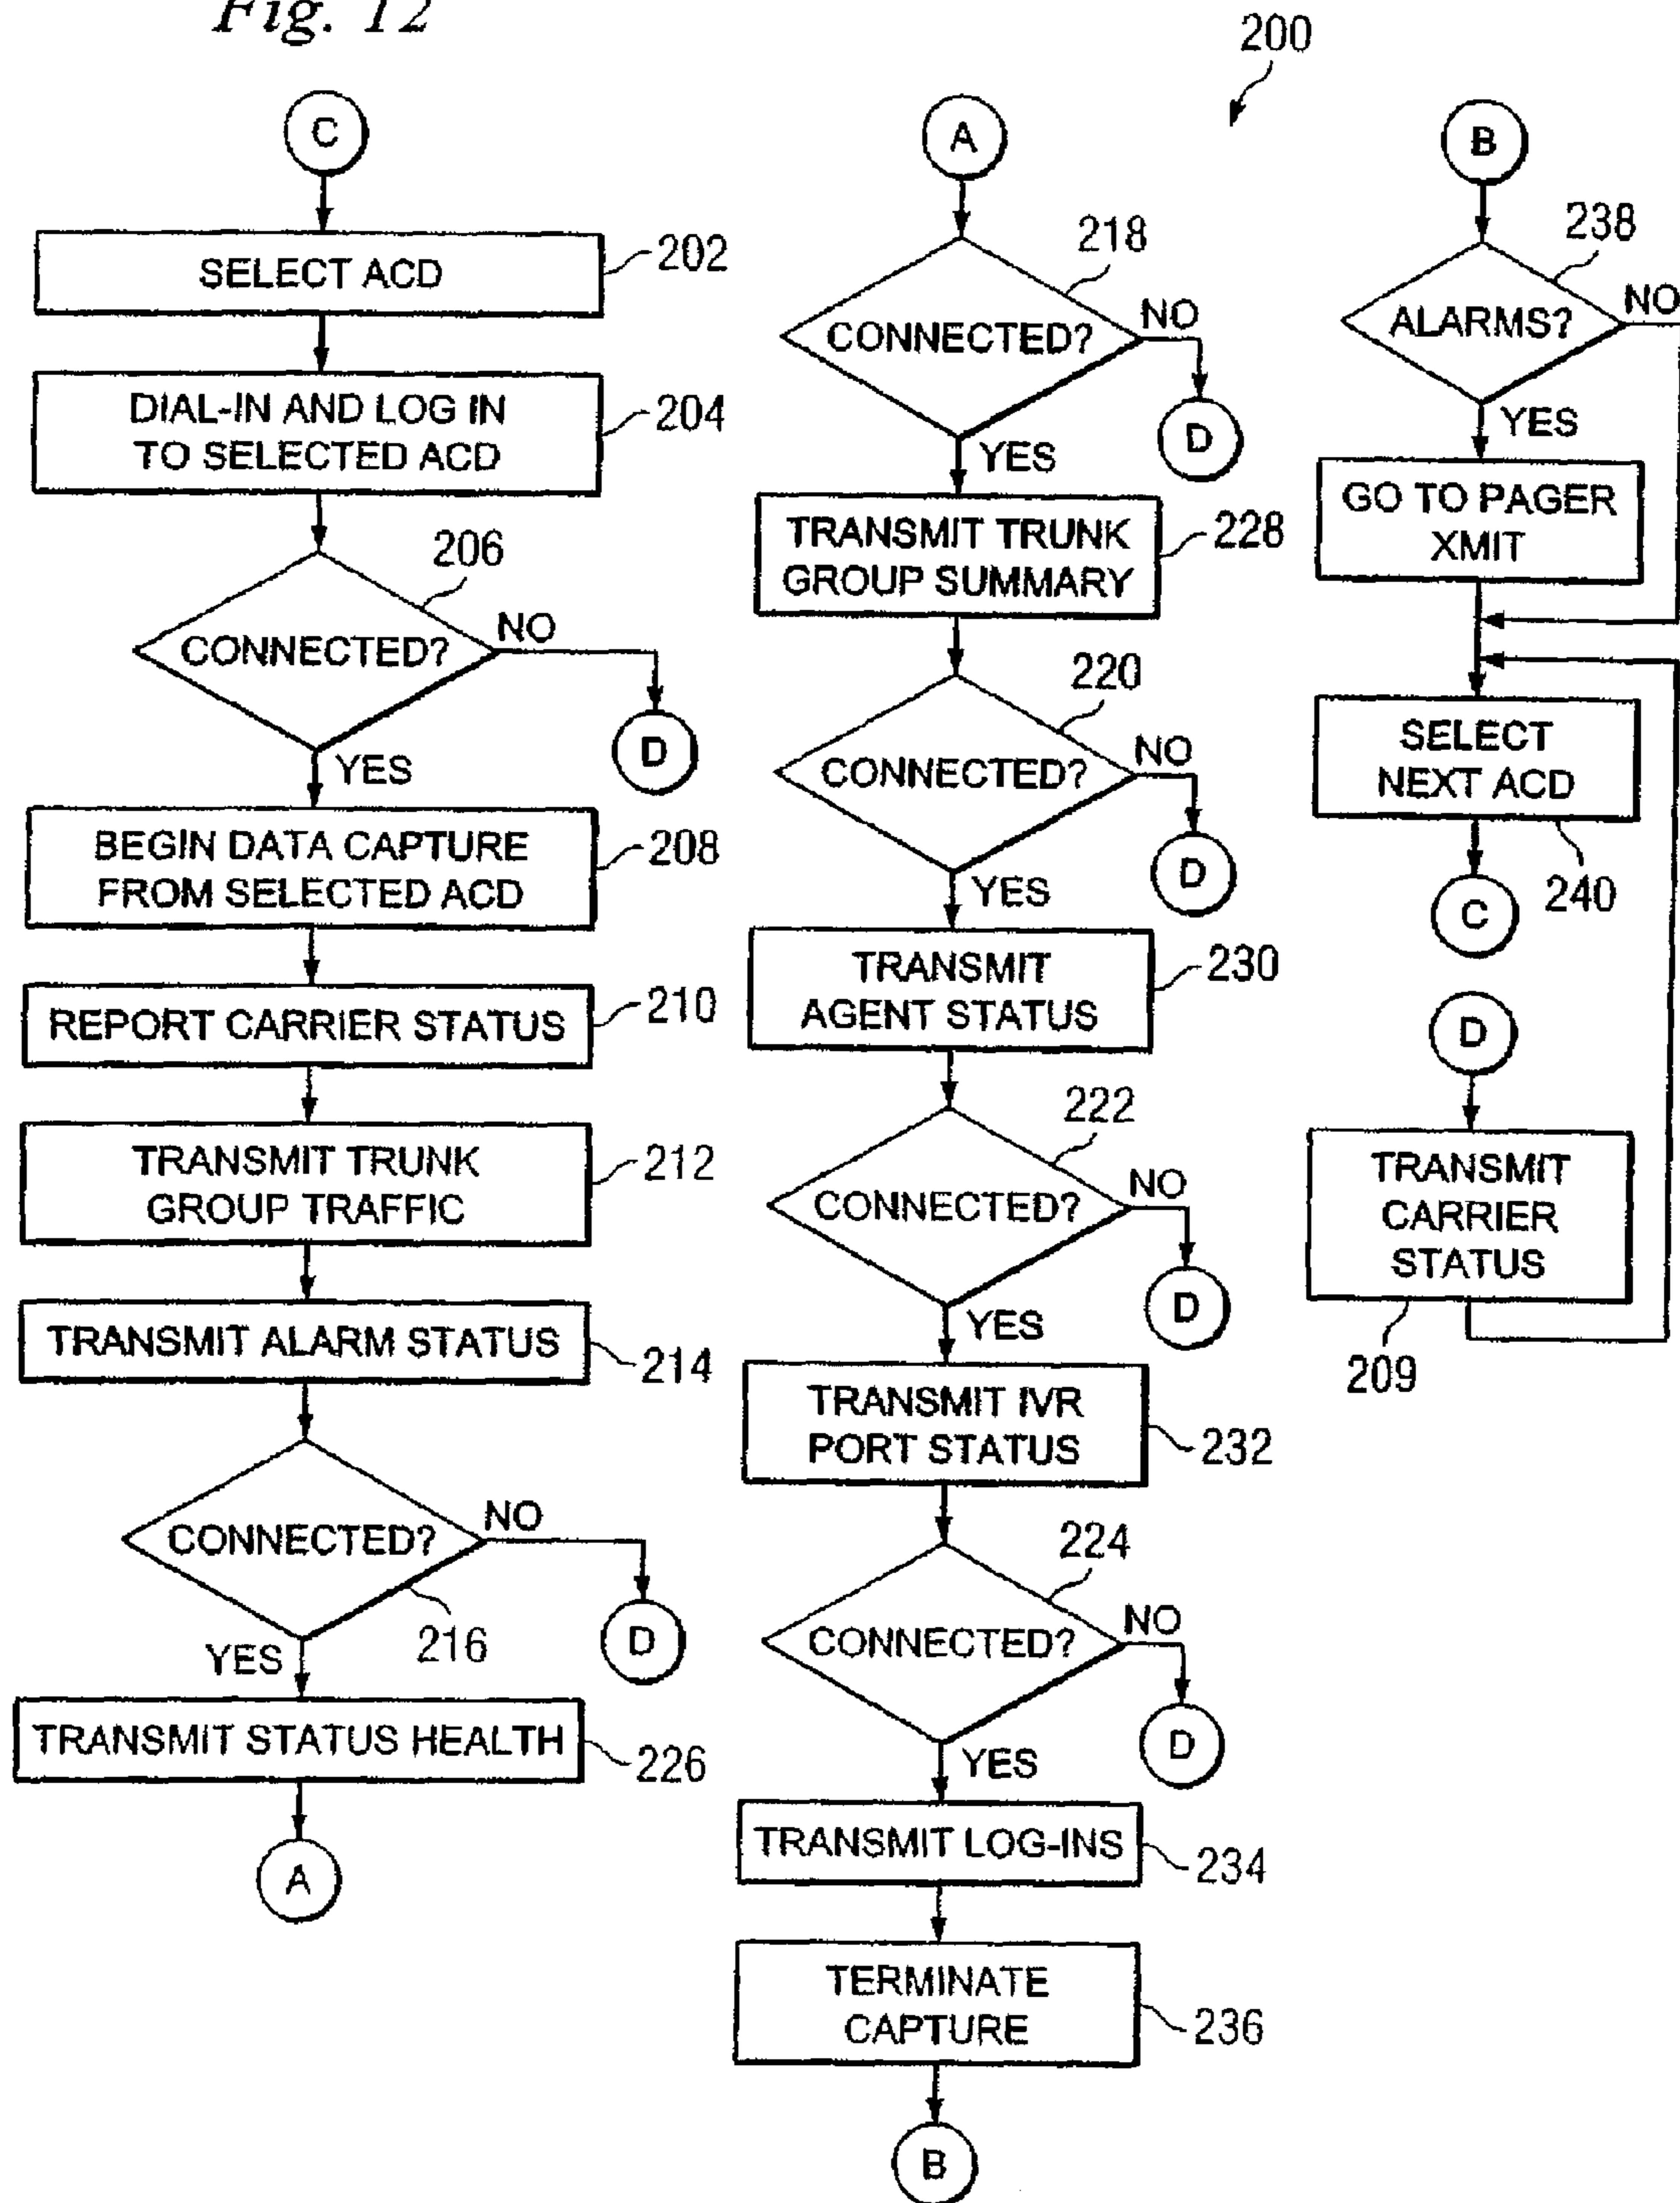 Fig. 12
200
C
SELECT ACD
202
DIAL-IN AND LOG IN
TO SELECTED ACD
204
206
CONNECTED?
NO
D
YES
BEGIN DATA CAPTURE
FROM SELECTED ACD
208
REPORT CARRIER STATUS
210
TRANSMIT TRUNK
GROUP TRAFFIC
212
TRANSMIT ALARM STATUS
214
CONNECTED?
NO
216
D
YES
TRANSMIT STATUS HEALTH
226
A
A
218
CONNECTED?
NO
D
YES
TRANSMIT TRUNK
GROUP SUMMARY
228
220
CONNECTED?
NO
D
YES
TRANSMIT
AGENT STATUS
230
222
CONNECTED?
NO
D
YES
TRANSMIT IVR
PORT STATUS
232
224
CONNECTED?
NO
D
YES
TRANSMIT LOG-INS
234
TERMINATE
CAPTURE
236
B
B
238
ALARMS?
NO
YES
GO TO PAGER
XMIT
SELECT
NEXT ACD
240
C
D
TRANSMIT
CARRIER
STATUS
209